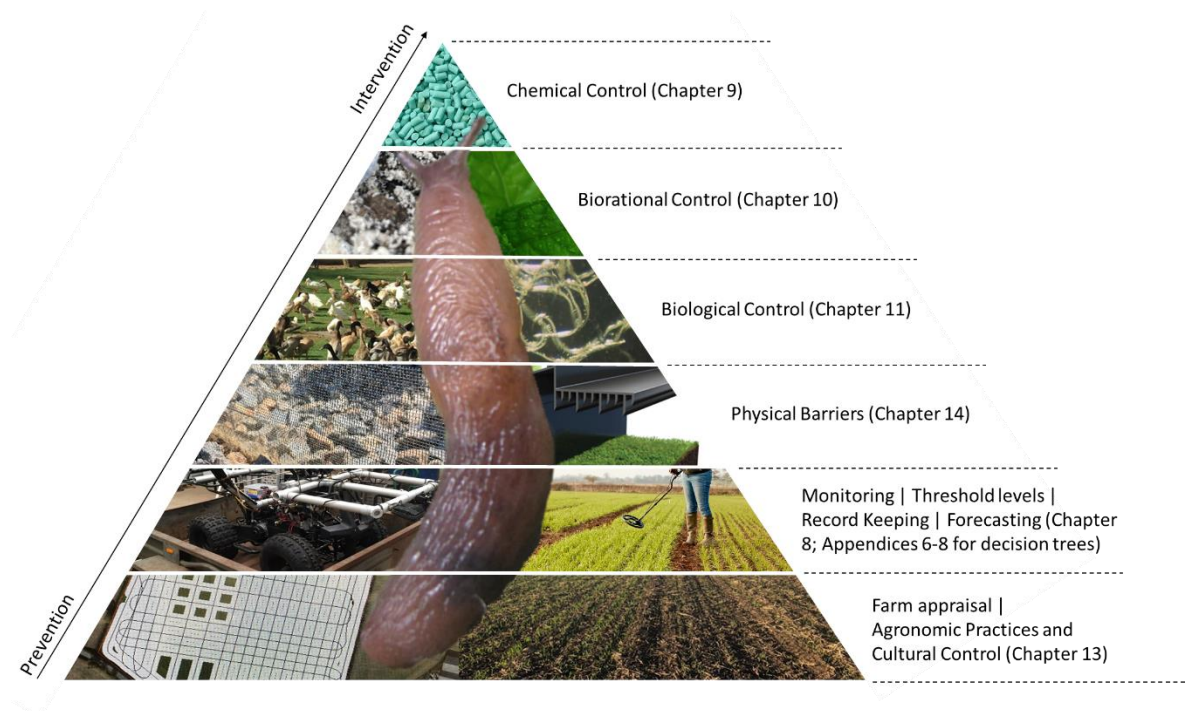 Intervention
Chemical Control (Chapter 9)
Biorational Control (Chapter 10)
Biological Control (Chapter 11)
Physical Barriers (Chapter 14)
Monitoring | Threshold levels |
Record Keeping | Forecasting (Chapter
8; Appendices 6-8 for decision trees)
Prevention
Farm appraisal |
Agronomic Practices and
Cultural Control (Chapter 13)